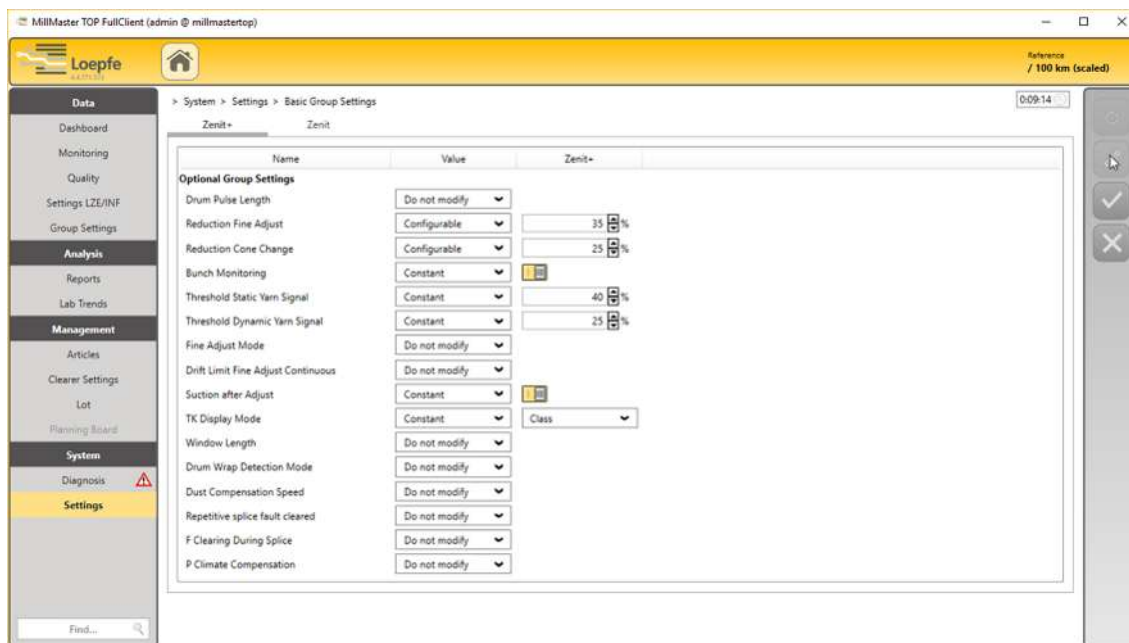 MillMaster TOP FullClient (admin @ millmastertop)
Loepfe
Reference
/ 100 km (scaled)
Data
Dashboard
Monitoring
Quality
Settings LZE/INF
Group Settings
Analysis
Reports
Lab Trends
Management
Articles
Clearer Settings
Lot
Planning Board
System
Diagnosis
Settings
Find...
> System > Settings > Basic Group Settings
0:09:14
Zenit+ Zenit
Name Value Zenit+
Optional Group Settings
Drum Pulse Length Do not modify
Reduction Fine Adjust Configurable 35 %
Reduction Cone Change Configurable 25 %
Bunch Monitoring Constant
Threshold Static Yarn Signal Constant 40 %
Threshold Dynamic Yarn Signal Constant 25 %
Fine Adjust Mode Do not modify
Drift Limit Fine Adjust Continuous Do not modify
Suction after Adjust Constant
TK Display Mode Constant Class
Window Length Do not modify
Drum Wrap Detection Mode Do not modify
Dust Compensation Speed Do not modify
Repetitive splice fault cleared Do not modify
F Clearing During Splice Do not modify
P Climate Compensation Do not modify